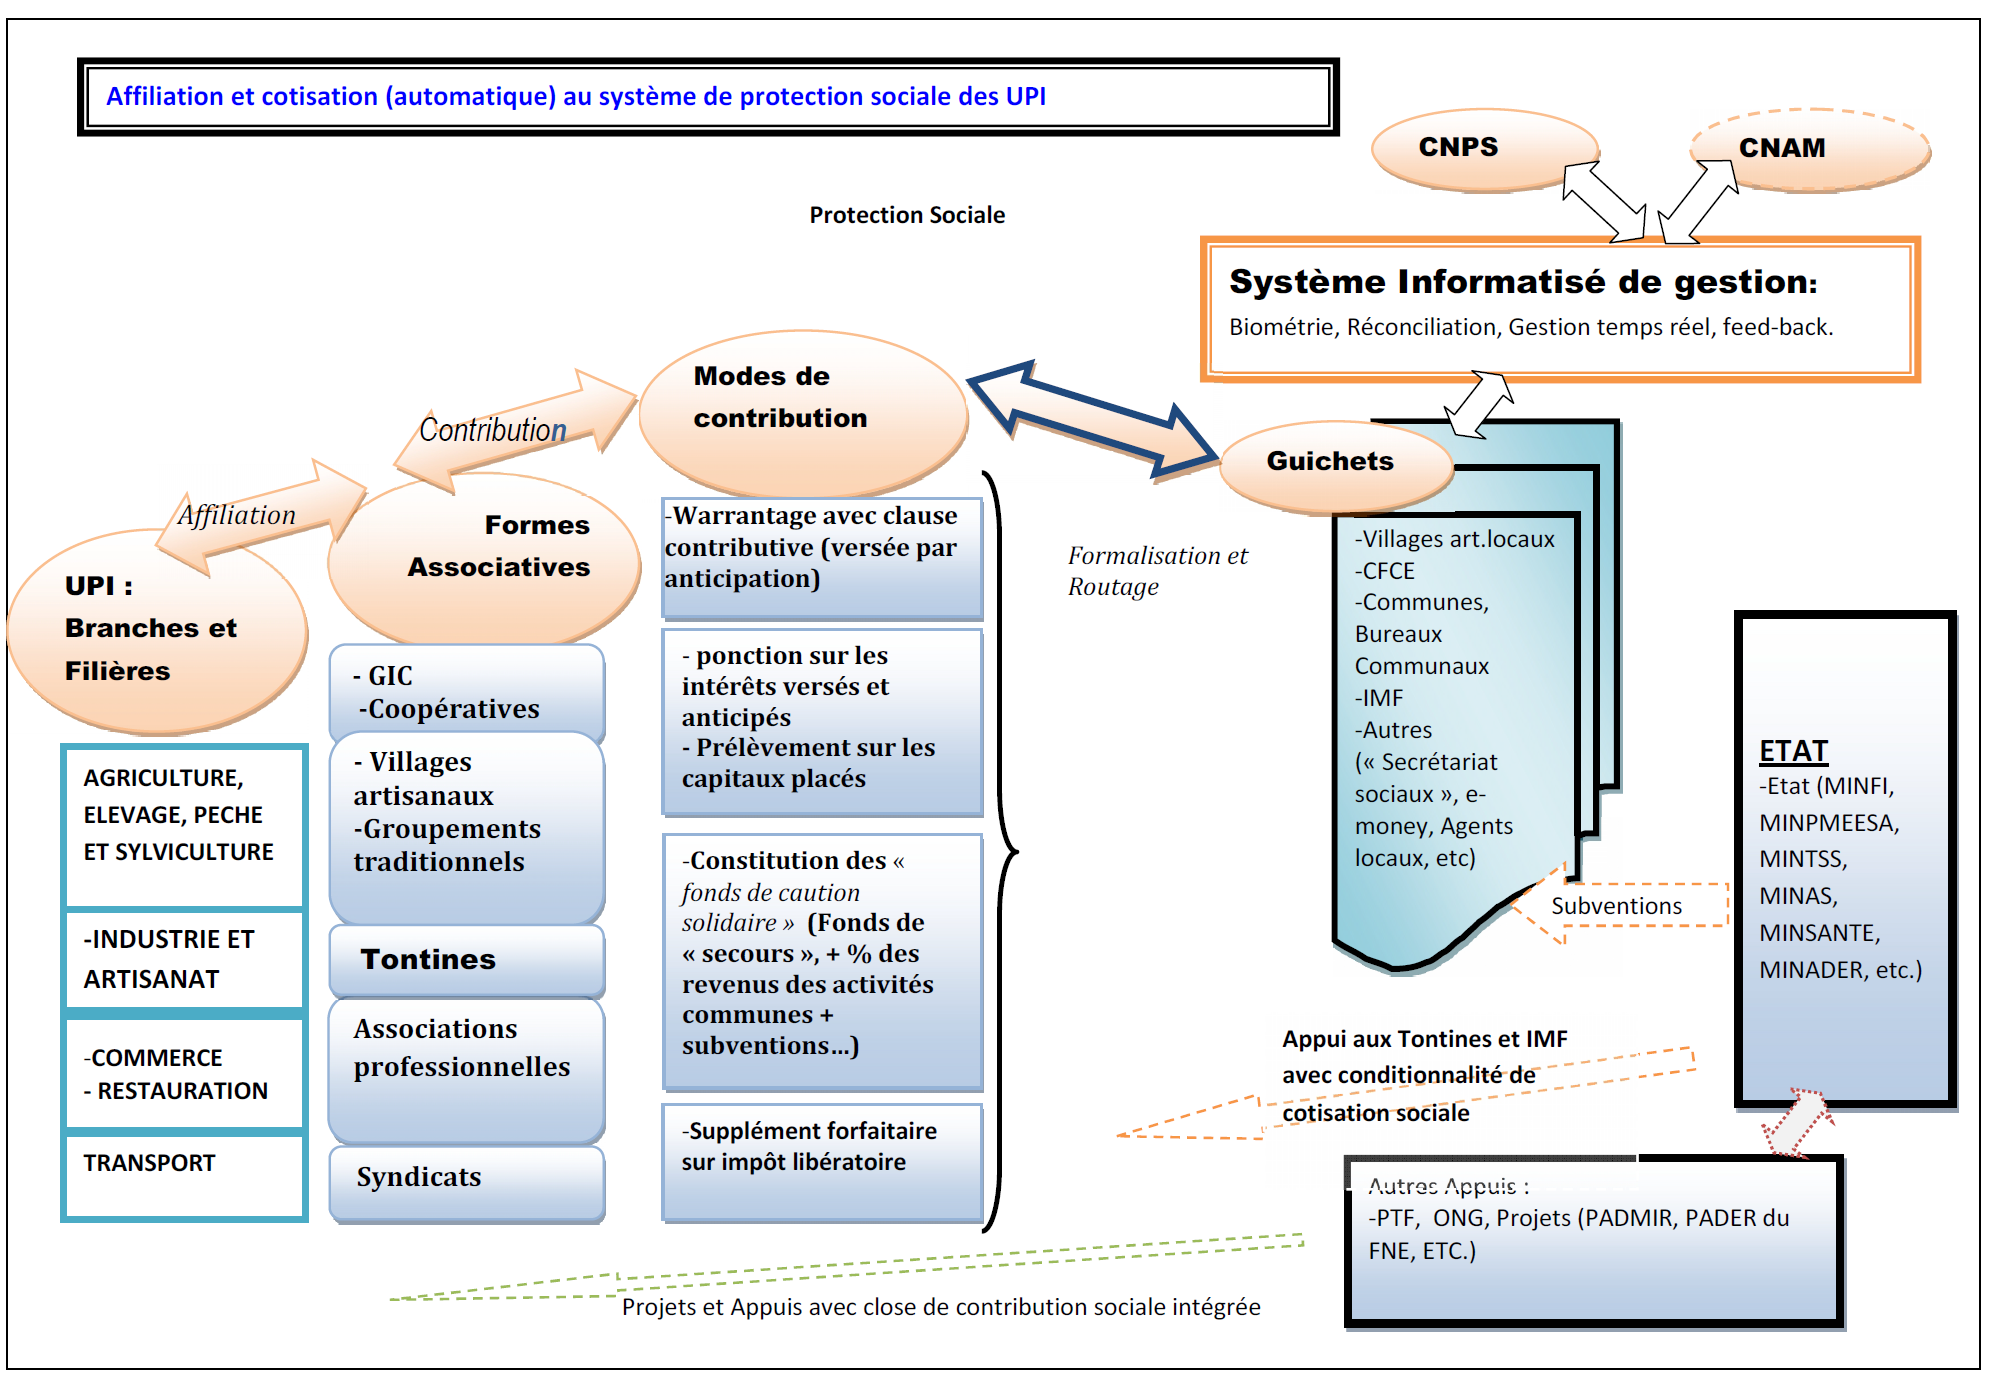 Affiliation et cotisation (automatique) au système de protection sociale des UPI
CNPS
CNAM
Protection Sociale
Système Informatisé de gestion:
Biométrie, Réconciliation, Gestion temps réel, feed-back.
Modes de
contribution
Contribution
Guichets
Affiliation
Formes
Associatives
UPI :
Branches et
Filières
AGRICULTURE,
ELEVAGE, PECHE
ET SYLVICULTURE
-INDUSTRIE ET
ARTISANAT
-COMMERCE
- RESTAURATION
TRANSPORT
- GIC
-Coopératives
- Villages
artisanaux
-Groupements
traditionnels
Tontines
Associations
professionnelles
Syndicats
-Warrantage avec clause
contributive (versée par
anticipation)
- ponction sur les
intérêts versés et
anticipés
- Prélèvement sur les
capitaux placés
-Constitution des «
fonds de caution
solidaire » (Fonds de
« secours », + % des
revenus des activités
communes +
subventions…)
-Supplément forfaitaire
sur impôt libératoire
Formalisation et
Routage
-Villages art.locaux
-CFCE
-Communes,
Bureaux
Communaux
-IMF
-Autres
(« Secrétariat
sociaux », e-
money, Agents
locaux, etc)
Subventions
ETAT
-Etat (MINFI,
MINPMEESA,
MINTSS,
MINAS,
MINSANTE,
MINADER, etc.)
Appui aux Tontines et IMF
avec conditionnalité de
cotisation sociale
Autres Appuis :
-PTF, ONG, Projets (PADMIR, PADER du
FNE, ETC.)
Projets et Appuis avec close de contribution sociale intégrée